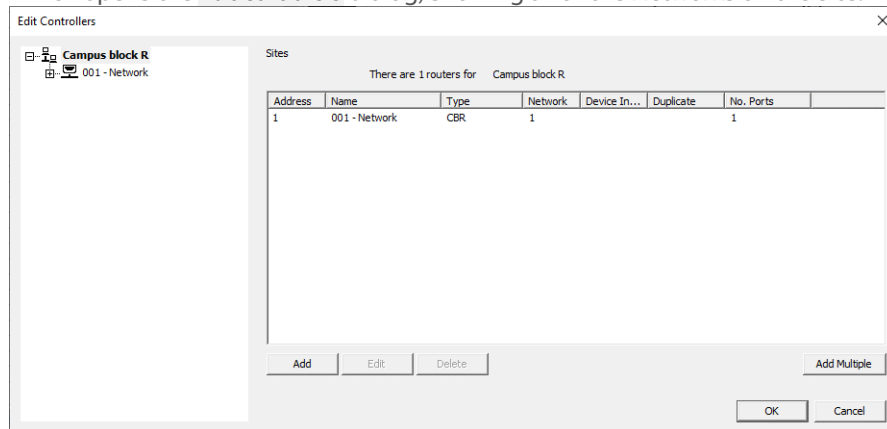 Edit Controllers
Campus block R
001 - Network
Sites
There are 1 routers for Campus block R
Address Name Type Network Device In... Duplicate No. Ports
1 001 - Network CBR 1 1
Add Edit Delete Add Multiple
OK Cancel